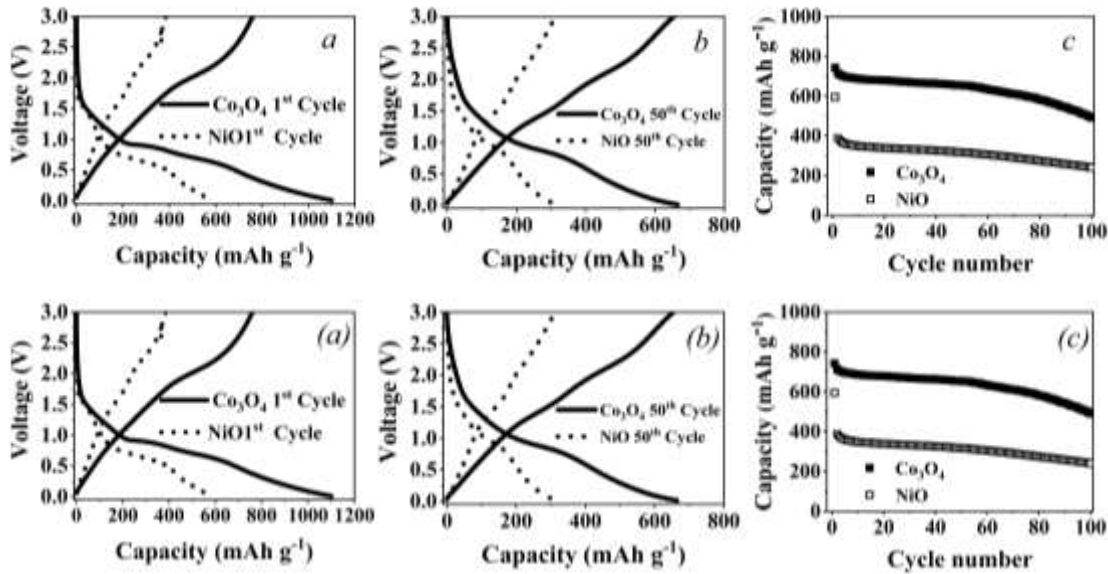 3.0
2.5
2.0
1.5
1.0
0.5
0.0
Voltage (V)
a
Co₃O₄ 1ˢᵗ Cycle
NiO1ˢᵗ Cycle
0 200 400 600 800 1000 1200
Capacity (mAh g⁻¹)
3.0
2.5
2.0
1.5
1.0
0.5
0.0
Voltage (V)
b
Co₃O₄ 50ᵗʰ Cycle
NiO 50ᵗʰ Cycle
0 200 400 600 800
Capacity (mAh g⁻¹)
1000
800
600
400
200
0
Capacity (mAh g⁻¹)
c
Co₃O₄
NiO
0 20 40 60 80 100
Cycle number
3.0
2.5
2.0
1.5
1.0
0.5
0.0
Voltage (V)
(a)
Co₃O₄ 1ˢᵗ Cycle
NiO1ˢᵗ Cycle
0 200 400 600 800 1000 1200
Capacity (mAh g⁻¹)
3.0
2.5
2.0
1.5
1.0
0.5
0.0
Voltage (V)
(b)
Co₃O₄ 50ᵗʰ Cycle
NiO 50ᵗʰ Cycle
0 200 400 600 800
Capacity (mAh g⁻¹)
1000
800
600
400
200
0
Capacity (mAh g⁻¹)
(c)
Co₃O₄
NiO
0 20 40 60 80 100
Cycle number